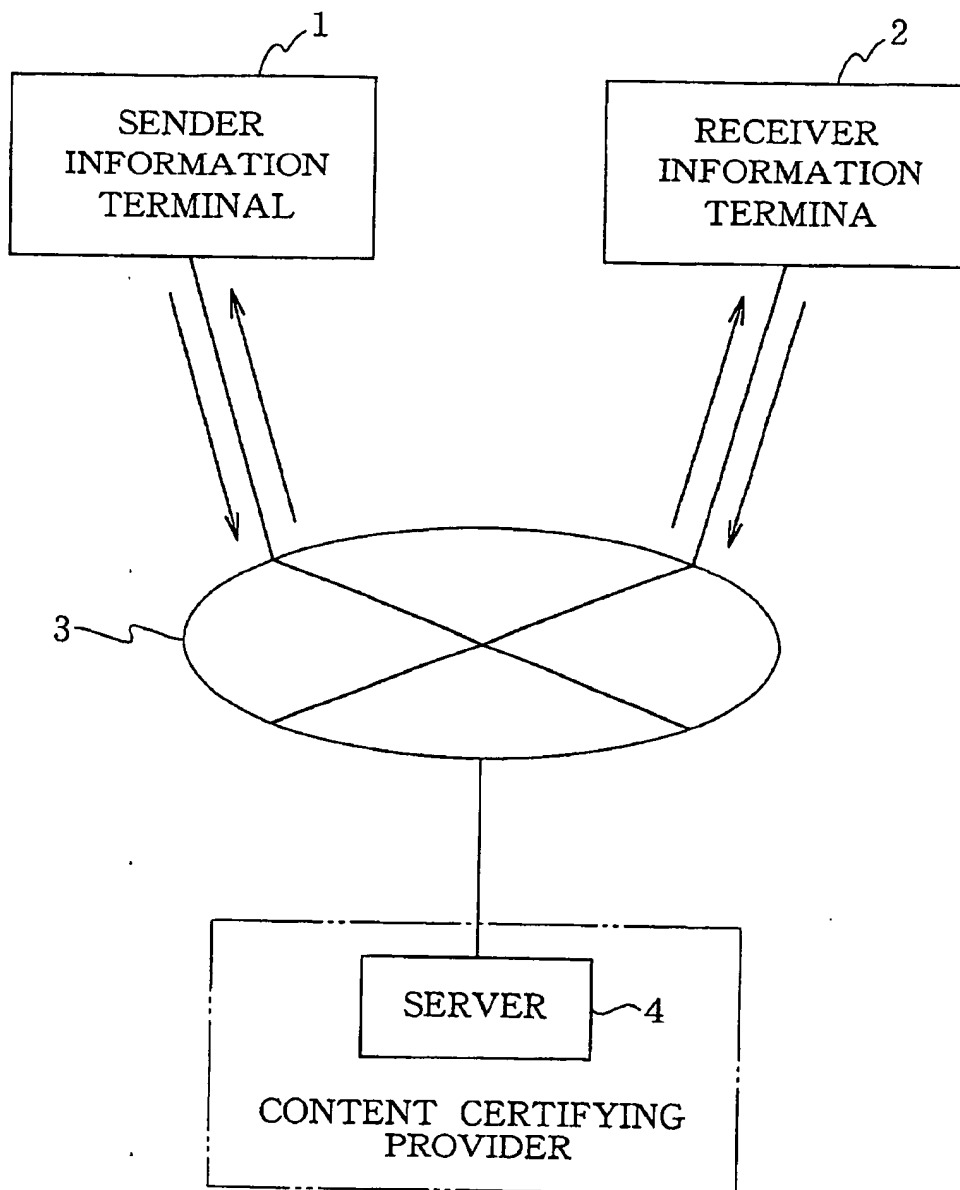 1
2
SENDER
INFORMATION
TERMINAL
RECEIVER
INFORMATION
TERMINA
3
SERVER
4
CONTENT CERTIFYING
PROVIDER